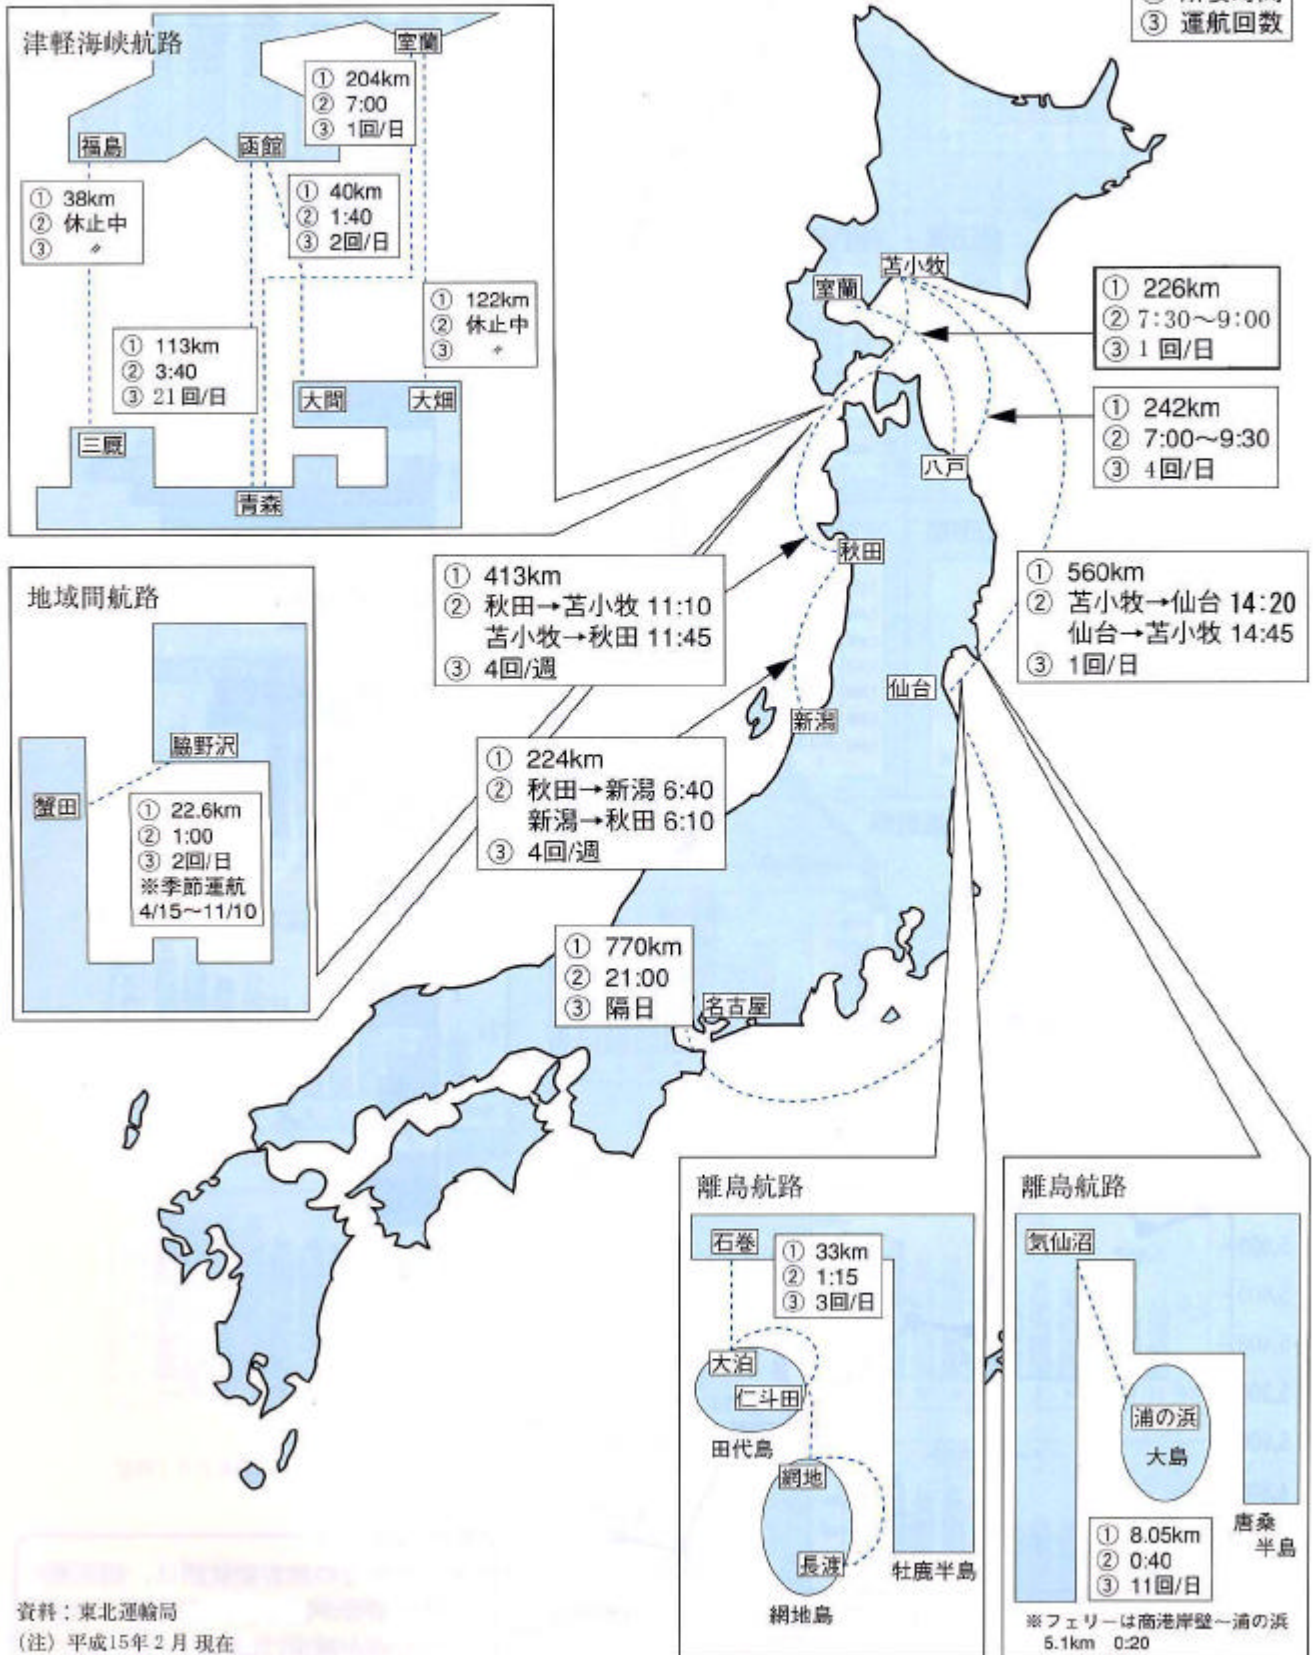 ③ 運航回数
津軽海峡航路
室蘭
① 204km
② 7:00
③ 1回/日
福島
函館
① 38km
② 休止中
③ 〃
① 40km
② 1:40
③ 2回/日
① 122km
② 休止中
③ 〃
① 113km
② 3:40
③ 21回/日
大間
大畑
三厩
青森
苫小牧
室蘭
① 226km
② 7:30～9:00
③ 1回/日
① 242km
② 7:00～9:30
③ 4回/日
八戸
秋田
① 413km
② 秋田→苫小牧 11:10
苫小牧→秋田 11:45
③ 4回/週
① 560km
② 苫小牧→仙台 14:20
仙台→苫小牧 14:45
③ 1回/日
仙台
新潟
① 224km
② 秋田→新潟 6:40
新潟→秋田 6:10
③ 4回/週
地域間航路
脇野沢
蟹田
① 22.6km
② 1:00
③ 2回/日
※季節運航
4/15～11/10
① 770km
② 21:00
③ 隔日
名古屋
離島航路
石巻
① 33km
② 1:15
③ 3回/日
大泊
仁斗田
田代島
網地
長渡
網地島
牡鹿半島
離島航路
気仙沼
浦の浜
大島
唐桑
半島
① 8.05km
② 0:40
③ 11回/日
※フェリーは商港岸壁～浦の浜
5.1km 0:20
資料：東北運輸局
(注) 平成15年2月現在